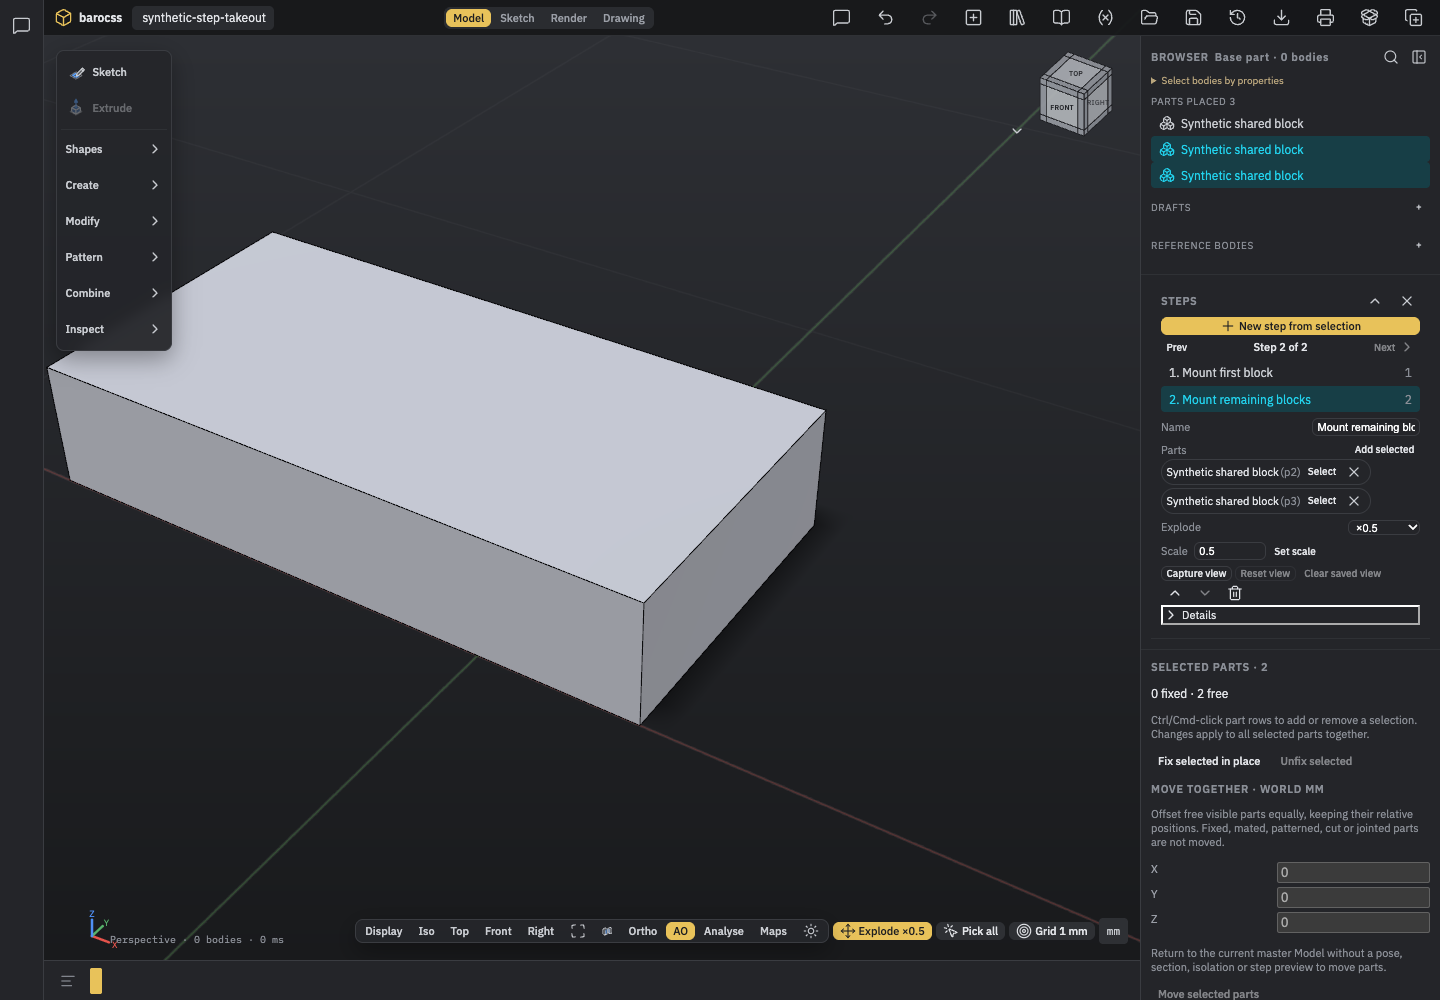 barocss
synthetic-step-takeout
Model
Sketch
Render
Drawing
Sketch
Extrude
Shapes
Create
Modify
Pattern
Combine
Inspect
TOP
FRONT
RIGHT
BROWSER Base part · 0 bodies
Select bodies by properties
PARTS PLACED 3
Synthetic shared block
Synthetic shared block
Synthetic shared block
DRAFTS
REFERENCE BODIES
STEPS
New step from selection
Prev
Step 2 of 2
Next
1. Mount first block 1
2. Mount remaining blocks 2
Name
Mount remaining blc
Parts
Add selected
Synthetic shared block (p2) Select
Synthetic shared block (p3) Select
Explode
×0.5
Scale 0.5 Set scale
Capture view Reset view Clear saved view
Details
SELECTED PARTS · 2
0 fixed · 2 free
Ctrl/Cmd-click part rows to add or remove a selection.
Changes apply to all selected parts together.
Fix selected in place Unfix selected
MOVE TOGETHER · WORLD MM
Offset free visible parts equally, keeping their relative
positions. Fixed, mated, patterned, cut or jointed parts
are not moved.
X 0
Y 0
Z 0
Return to the current master Model without a pose,
section, isolation or step preview to move parts.
Move selected parts
Z
Y
X
Perspective · 0 bodies · 0 ms
Display
Iso
Top
Front
Right
Ortho
AO
Analyse
Maps
Explode ×0.5
Pick all
Grid 1 mm
mm